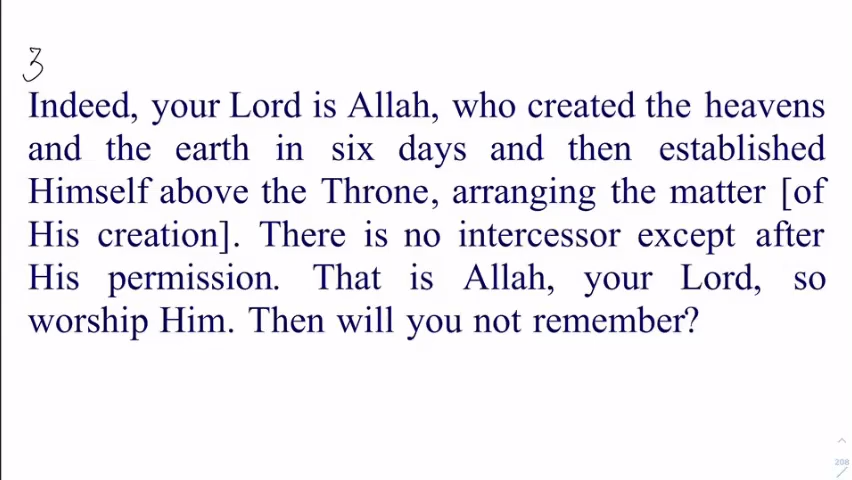 3
Indeed, your Lord is Allah, who created the heavens
and the earth in six days and then established
Himself above the Throne, arranging the matter [of
His creation]. There is no intercessor except after
His permission. That is Allah, your Lord, so
worship Him. Then will you not remember?
208